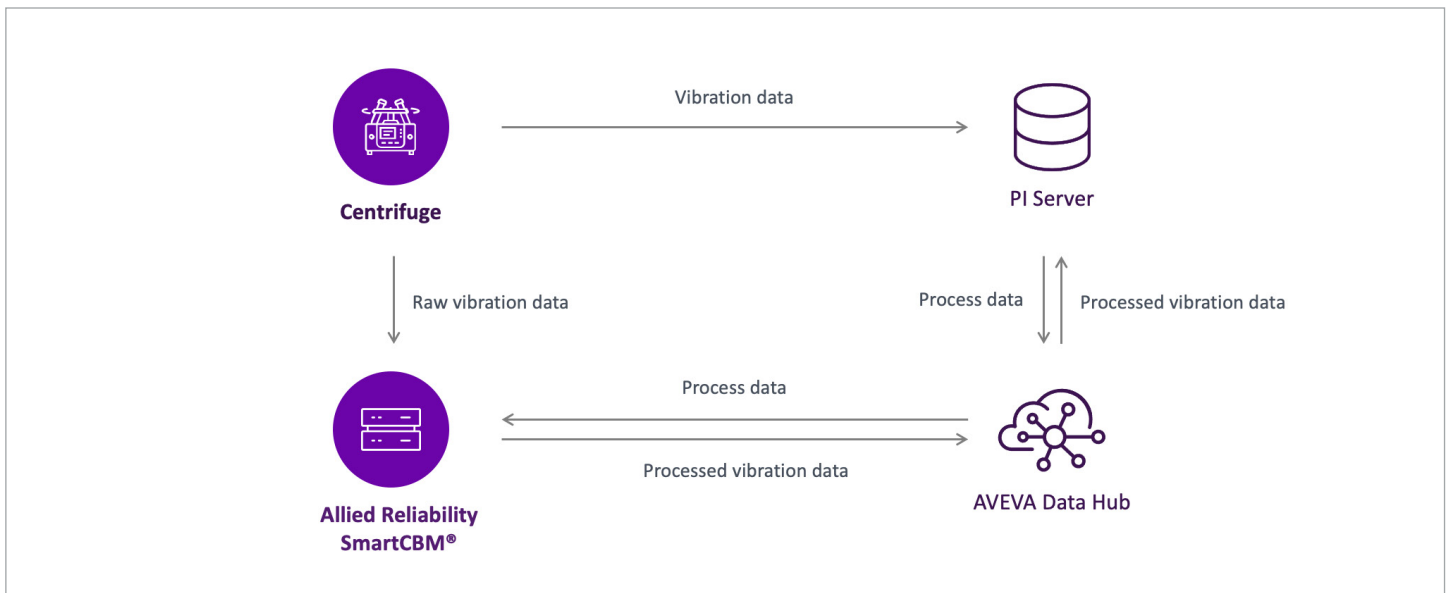 Vibration data
Centrifuge
PI Server
Raw vibration data
Process data
Processed vibration data
Process data
Processed vibration data
Allied Reliability
SmartCBM®
AVEVA Data Hub